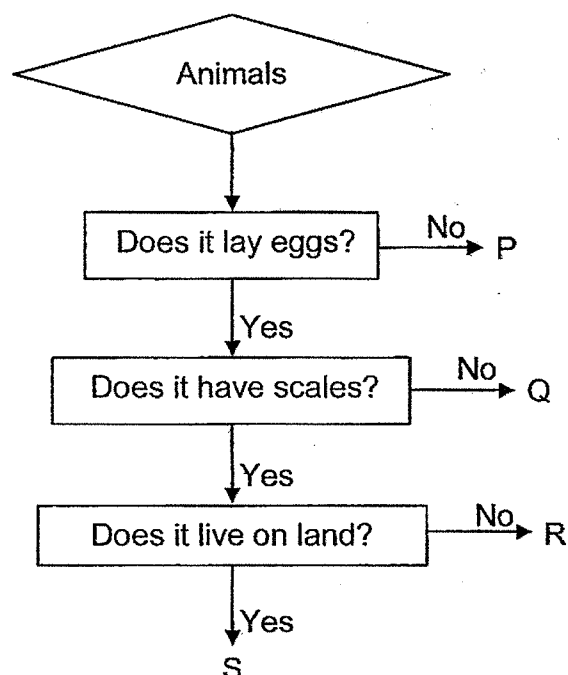 Animals
Does it lay eggs?
No
P
Yes
Does it have scales?
No
Q
Yes
Does it live on land?
No
R
Yes
S